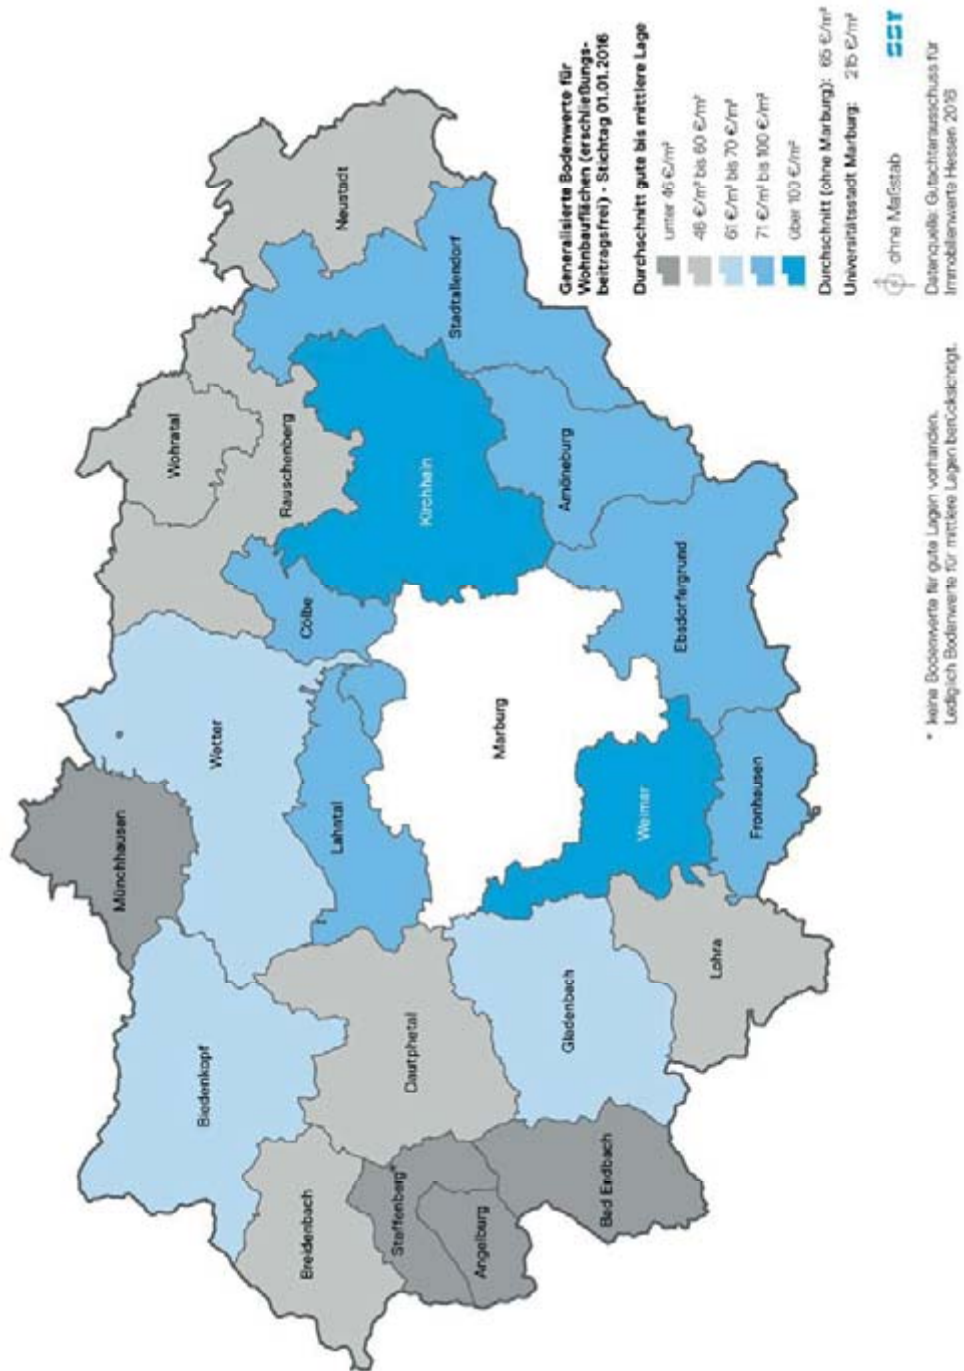 Neustadt
Wohratal
Rauschenberg
Stadtallendorf
Kirchhain
Amöneburg
Cölbe
Ebsdorfergrund
Wetter
Münchhausen
Lahntal
Marburg
Weimar
Fronhausen
Biedenkopf
Dautphetal
Gladenbach
Lohra
Breidenbach
Steffenberg*
Angelburg
Bad Endbach
Generalisierte Bodenwerte für
Wohnbauflächen (erschließungs-
beitragsfrei) - Stichtag 01.01.2016
Durchschnitt gute bis mittlere Lage
unter 46 €/m²
46 €/m² bis 60 €/m²
61 €/m² bis 70 €/m²
71 €/m² bis 100 €/m²
über 100 €/m²
Durchschnitt (ohne Marburg): 65 €/m²
Universitätsstadt Marburg: 215 €/m²
ohne Maßstab
Datenquelle: Gutachterausschuss für
Immobilienwerte Hessen 2016
* keine Bodenwerte für gute Lagen vorhanden.
Lediglich Bodenwerte für mittlere Lagen berücksichtigt.